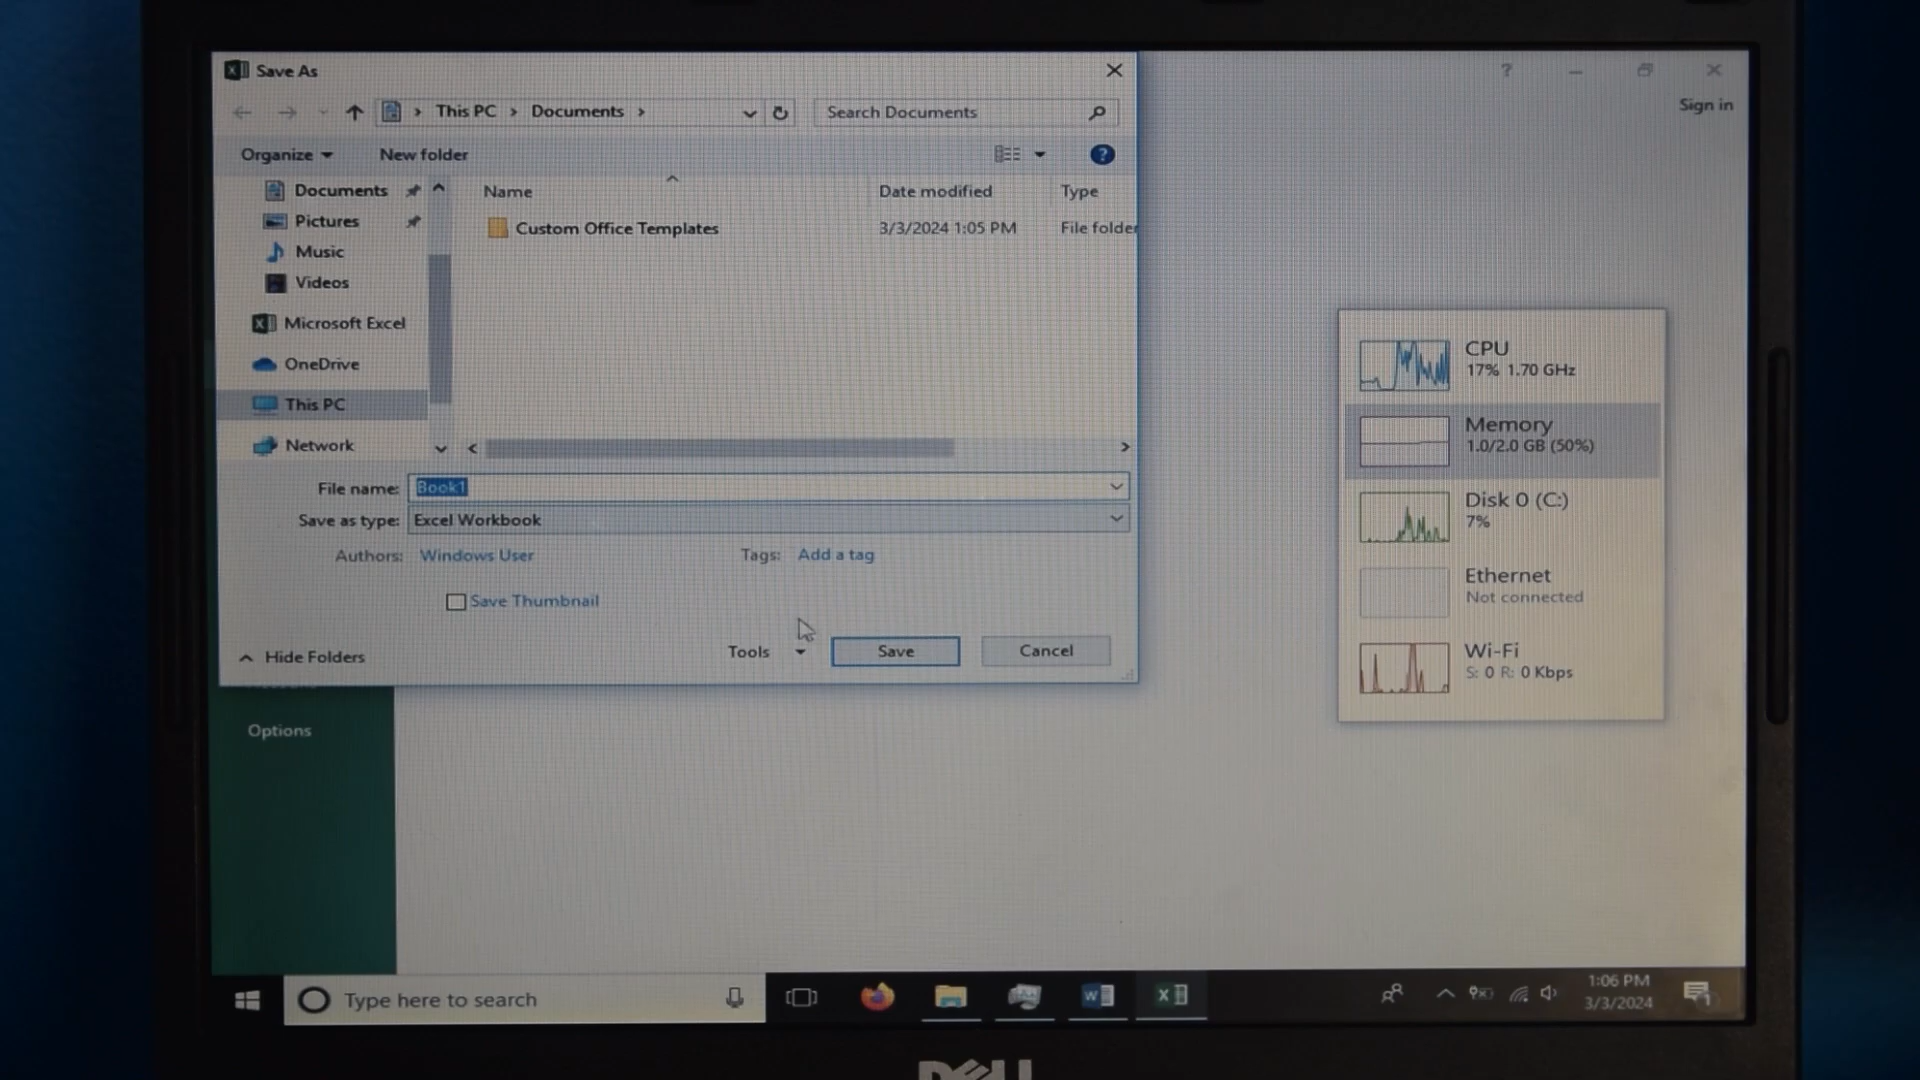 Save As
?
Sign in
This PC > Documents >
Search Documents
Organize
New folder
?
Documents
Pictures
Music
Videos
Microsoft Excel
OneDrive
This PC
Network
Name
Date modified
Type
Custom Office Templates
3/3/2024 1:05 PM
File folder
File name: Book1
Save as type: Excel Workbook
Authors: Windows User
Tags: Add a tag
Save Thumbnail
Hide Folders
Tools
Save
Cancel
Options
CPU
17% 1.70 GHz
Memory
1.0/2.0 GB (50%)
Disk 0 (C:)
7%
Ethernet
Not connected
Wi-Fi
S: 0 R: 0 Kbps
Type here to search
1:06 PM
3/3/2024
1
DELL